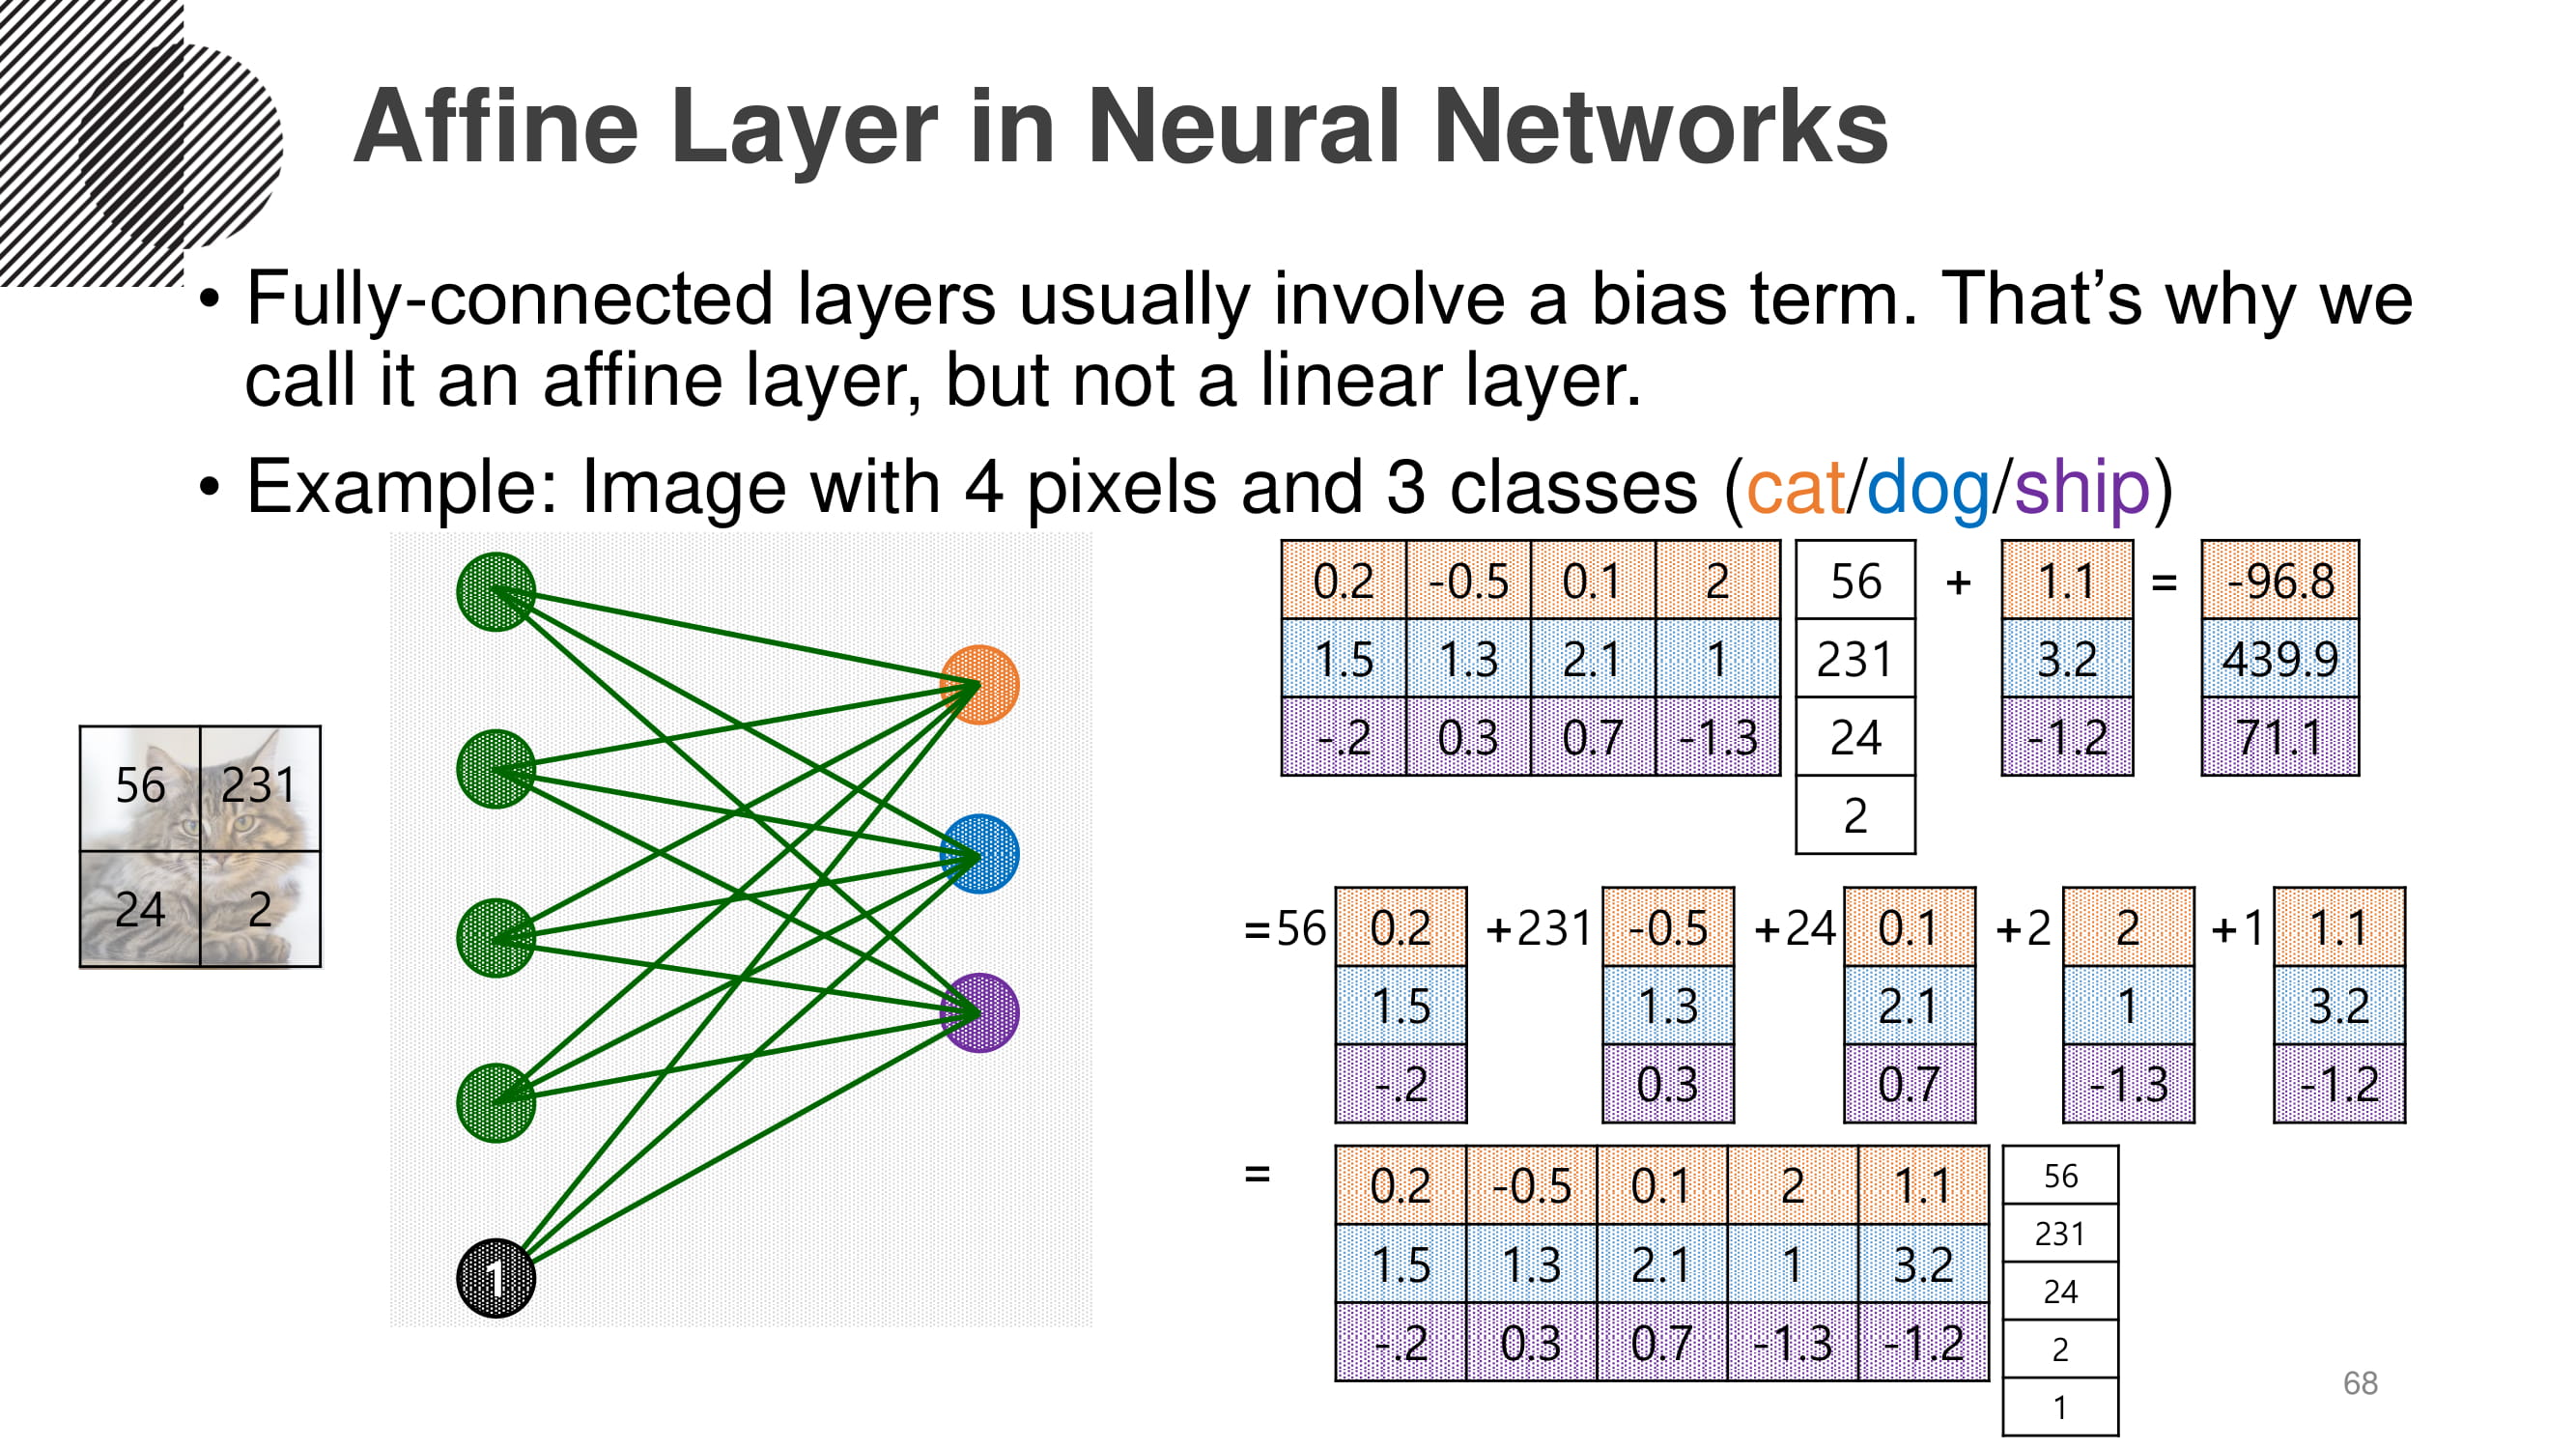 Affine Layer in Neural Networks
• Fully-connected layers usually involve a bias term. That’s why we
call it an affine layer, but not a linear layer.
• Example: Image with 4 pixels and 3 classes (cat/dog/ship)
56 231
24 2
1
0.2 -0.5 0.1 2 56 + 1.1 = -96.8
1.5 1.3 2.1 1 231 3.2 439.9
-.2 0.3 0.7 -1.3 24 -1.2 71.1
2
=56 0.2 +231 -0.5 +24 0.1 +2 2 +1 1.1
1.5 1.3 2.1 1 3.2
-.2 0.3 0.7 -1.3 -1.2
= 0.2 -0.5 0.1 2 1.1 56
1.5 1.3 2.1 1 3.2 231
-.2 0.3 0.7 -1.3 -1.2 24
2
1
68